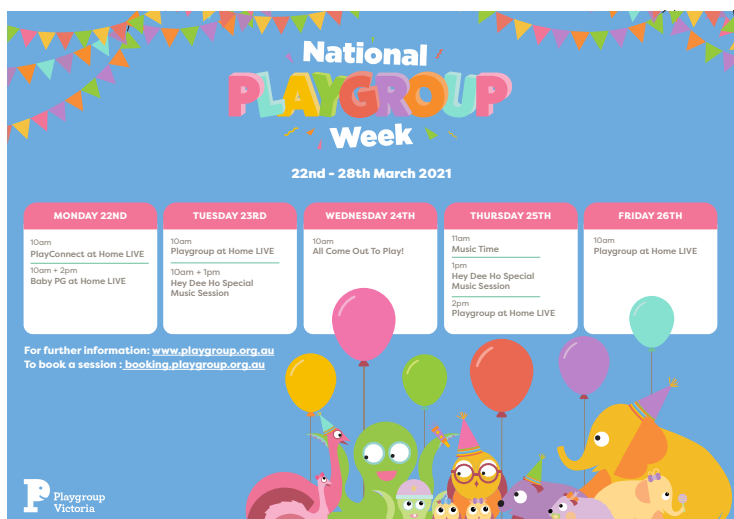 National
PLAYGROUP
Week
22nd - 28th March 2021
MONDAY 22ND
10am
PlayConnect at Home LIVE
10am + 2pm
Baby PG at Home LIVE
TUESDAY 23RD
10am
Playgroup at Home LIVE
10am + 1pm
Hey Dee Ho Special
Music Session
WEDNESDAY 24TH
10am
All Come Out To Play!
THURSDAY 25TH
11am
Music Time
1pm
Hey Dee Ho Special
Music Session
2pm
Playgroup at Home LIVE
FRIDAY 26TH
10am
Playgroup at Home LIVE
For further information: www.playgroup.org.au
To book a session : booking.playgroup.org.au
Playgroup
Victoria